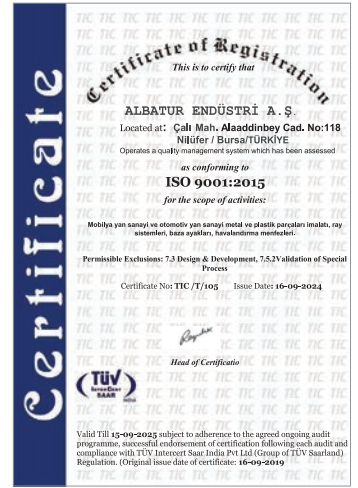 Certificate
Certificate of Registration
This is to certify that
ALBATUR ENDÜSTRİ A.Ş.
Located at: Çalı Mah. Alaaddinbey Cad. No:118
Nilüfer / Bursa/TÜRKİYE
Operates a quality management system which has been assessed
as conforming to
ISO 9001:2015
for the scope of activities:
Mobilya yan sanayi ve otomotiv yan sanayi metal ve plastik parçaları imalatı, ray
sistemleri, baza ayakları, havalandırma menfezleri.
Permissible Exclusions: 7.3 Design & Development, 7.5.2Validation of Special
Process
Certificate No: TIC /T/105 Issue Date: 16-09-2024
Head of Certificatio
TÜV
INTERCERT
SAAR
INDIA
Valid Till 15-09-2025 subject to adherence to the agreed ongoing audit
programme, successful endorsement of certification following each audit and
compliance with TÜV Intercert Saar India Pvt Ltd (Group of TÜV Saarland)
Regulation. (Original issue date of certificate: 16-09-2019